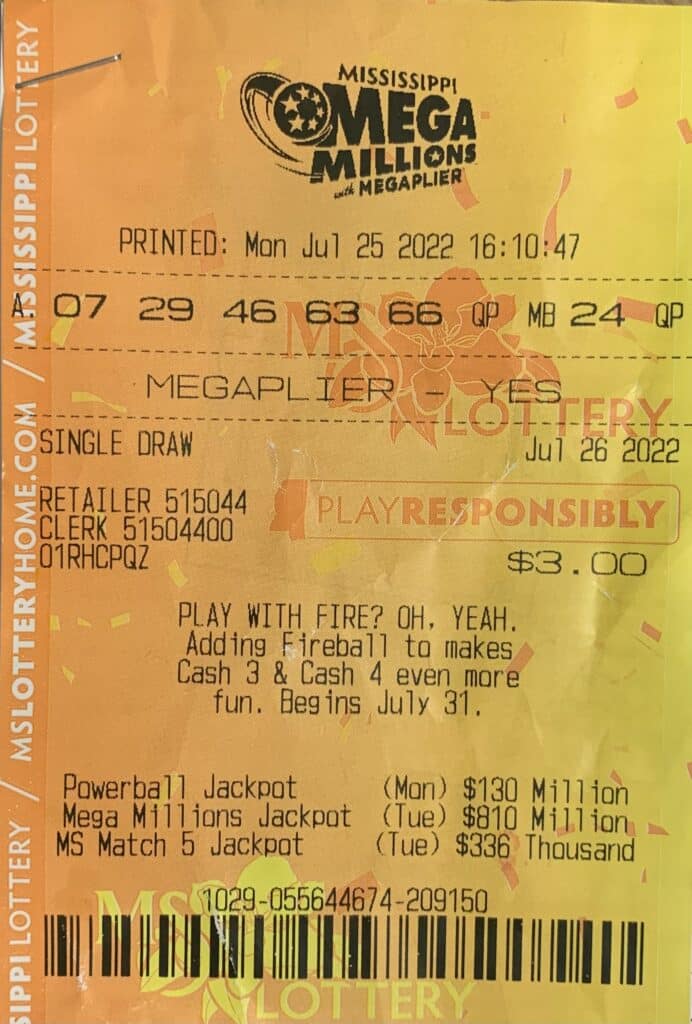 MISSISSIPPI
MEGA
MILLIONS
with MEGAPLIER
PRINTED: Mon Jul 25 2022 16:10:47
A. 07 29 46 63 66 QP MB 24 QP
MEGAPLIER - YES
SINGLE DRAW Jul 26 2022
RETAILER 515044
CLERK 51504400
01RHCPQZ
PLAYRESPONSIBLY
$3.00
PLAY WITH FIRE? OH, YEAH.
Adding Fireball to makes
Cash 3 & Cash 4 even more
fun. Begins July 31.
Powerball Jackpot (Mon) $130 Million
Mega Millions Jackpot (Tue) $810 Million
MS Match 5 Jackpot (Tue) $336 Thousand
1029-055644674-209150
MS
LOTTERY
MS
LOTTERY
SIPPI LOTTERY / MSLOTTERYHOME.COM / MISSISSIPPI LOTTERY